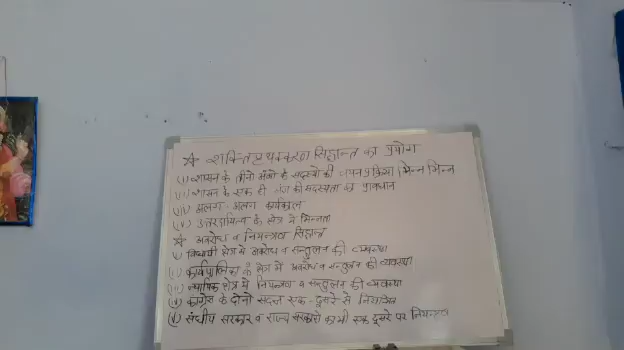 ☆ शक्तिपृथक्करण सिद्धान्त का प्रयोग
(i) शासन के तीनो अंगो के सदस्यों की चयन प्रक्रिया भिन्न भिन्न
(ii) शासन के एक ही अंग की सदस्यता का प्रावधान
(iii) अलग-अलग कार्यकाल
(iv) उत्तरदायित्व के क्षेत्र में भिन्नता
☆ अवरोध व नियन्त्रण सिद्धान्त
(i) विधायी क्षेत्र में अवरोध व सन्तुलन की व्यवस्था
(ii) कार्यपालिका के क्षेत्र में अवरोध व सन्तुलन की व्यवस्था
(iii) न्यायिक क्षेत्र में नियन्त्रण व सन्तुलन की व्यवस्था
(iv) कांग्रेस के दोनो सदन एक-दूसरे से नियंत्रित
(v) संघीय सरकार व राज्य सरकारो का भी एक दूसरे पर नियन्त्रण